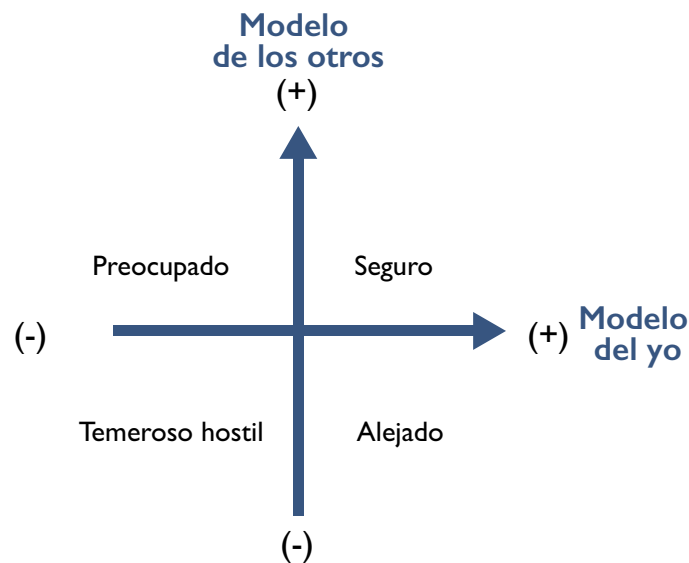 Modelo
de los otros
(+)
Preocupado
Seguro
(-)
(+)
Modelo
del yo
Temeroso hostil
Alejado
(-)